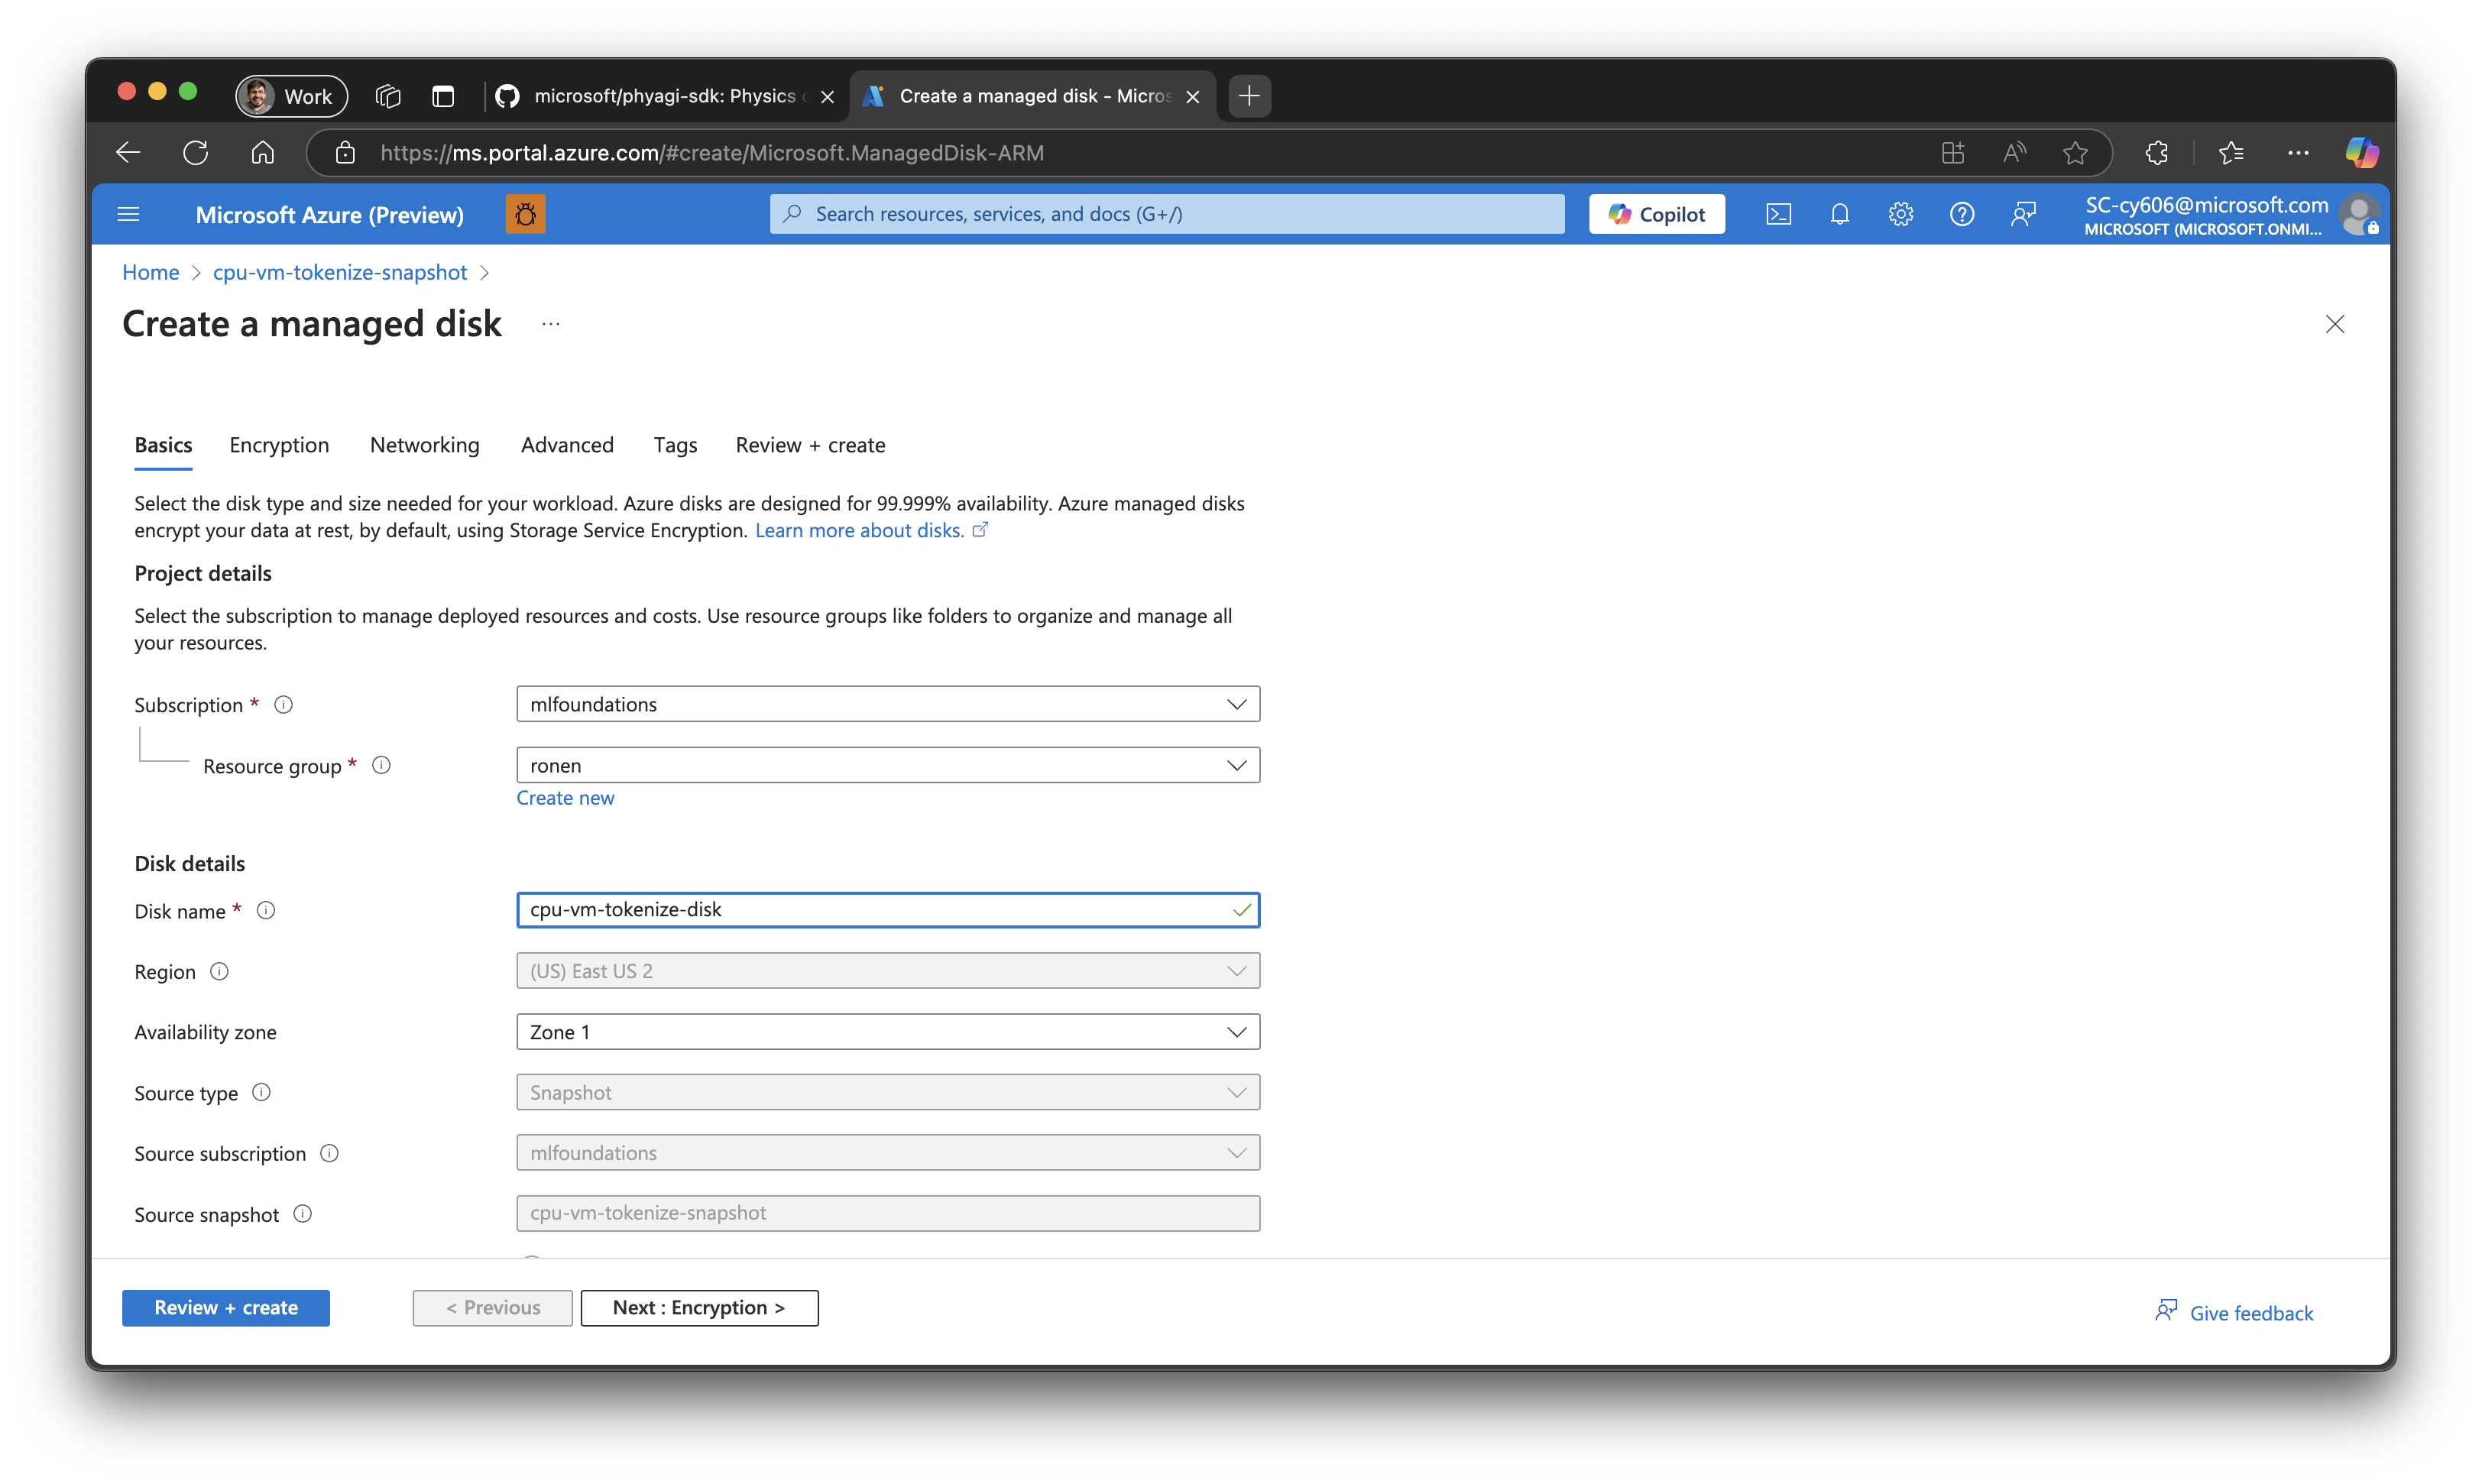 Work
microsoft/phyagi-sdk: Physics
Create a managed disk - Micros
https://ms.portal.azure.com/#create/Microsoft.ManagedDisk-ARM
Microsoft Azure (Preview)
Search resources, services, and docs (G+/)
Copilot
SC-cy606@microsoft.com
MICROSOFT (MICROSOFT.ONMI...
Home > cpu-vm-tokenize-snapshot >
Create a managed disk ...
Basics Encryption Networking Advanced Tags Review + create
Select the disk type and size needed for your workload. Azure disks are designed for 99.999% availability. Azure managed disks
encrypt your data at rest, by default, using Storage Service Encryption. Learn more about disks.
Project details
Select the subscription to manage deployed resources and costs. Use resource groups like folders to organize and manage all
your resources.
Subscription * mlfoundations
Resource group * ronen
Create new
Disk details
Disk name * cpu-vm-tokenize-disk
Region (US) East US 2
Availability zone Zone 1
Source type Snapshot
Source subscription mlfoundations
Source snapshot cpu-vm-tokenize-snapshot
Review + create < Previous Next : Encryption >
Give feedback